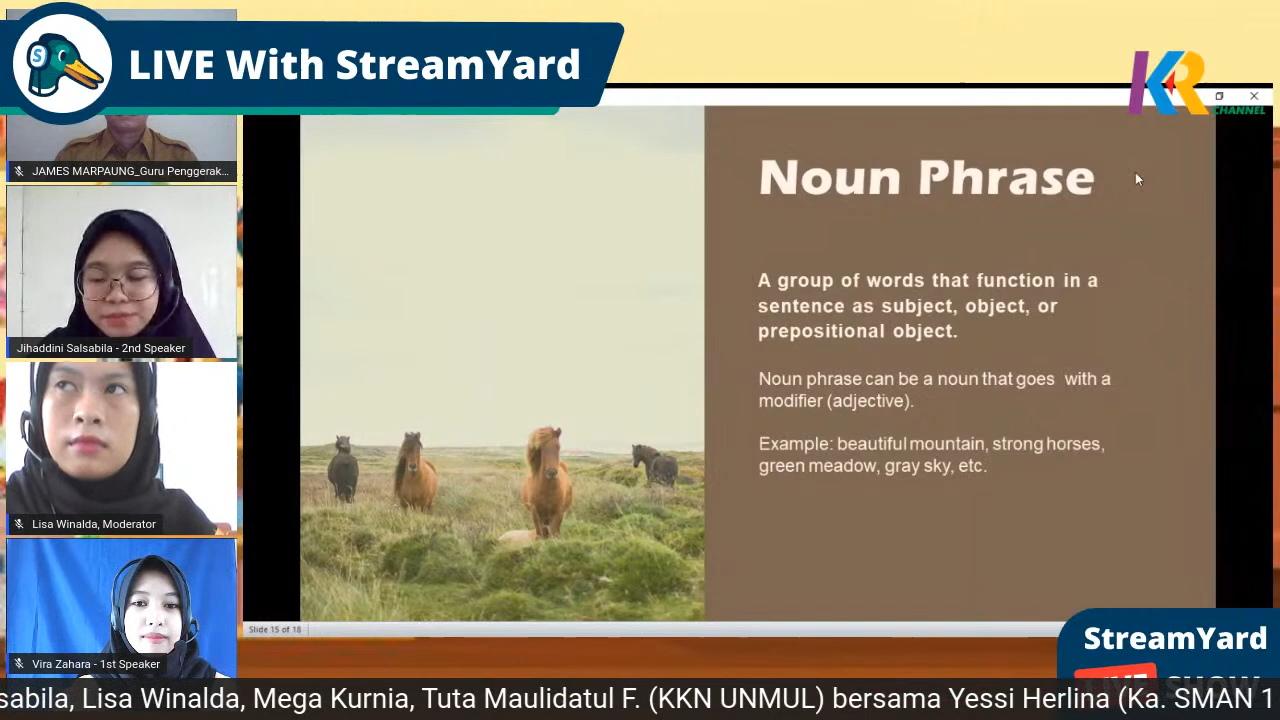 LIVE With StreamYard
S
KR
CHANNEL
JAMES MARPAUNG_Guru Penggerak...
Jihaddini Salsabila - 2nd Speaker
Lisa Winalda, Moderator
Vira Zahara - 1st Speaker
Noun Phrase
A group of words that function in a
sentence as subject, object, or
prepositional object.
Noun phrase can be a noun that goes with a
modifier (adjective).
Example: beautiful mountain, strong horses,
green meadow, gray sky, etc.
Slide 15 of 18
StreamYard
LIVE SHOW
sabila, Lisa Winalda, Mega Kurnia, Tuta Maulidatul F. (KKN UNMUL) bersama Yessi Herlina (Ka. SMAN 1